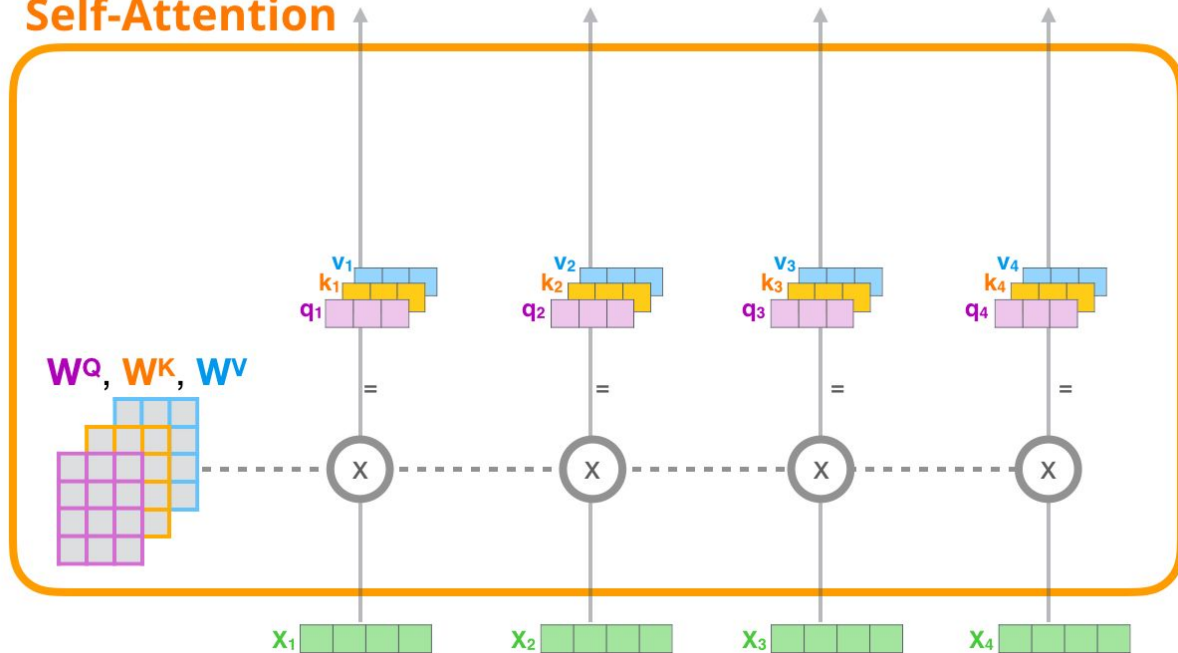 Self-Attention
v1 v2 v3 v4
k1 k2 k3 k4
q1 q2 q3 q4
WQ, WK, WV
= = = =
X X X X
X1 X2 X3 X4